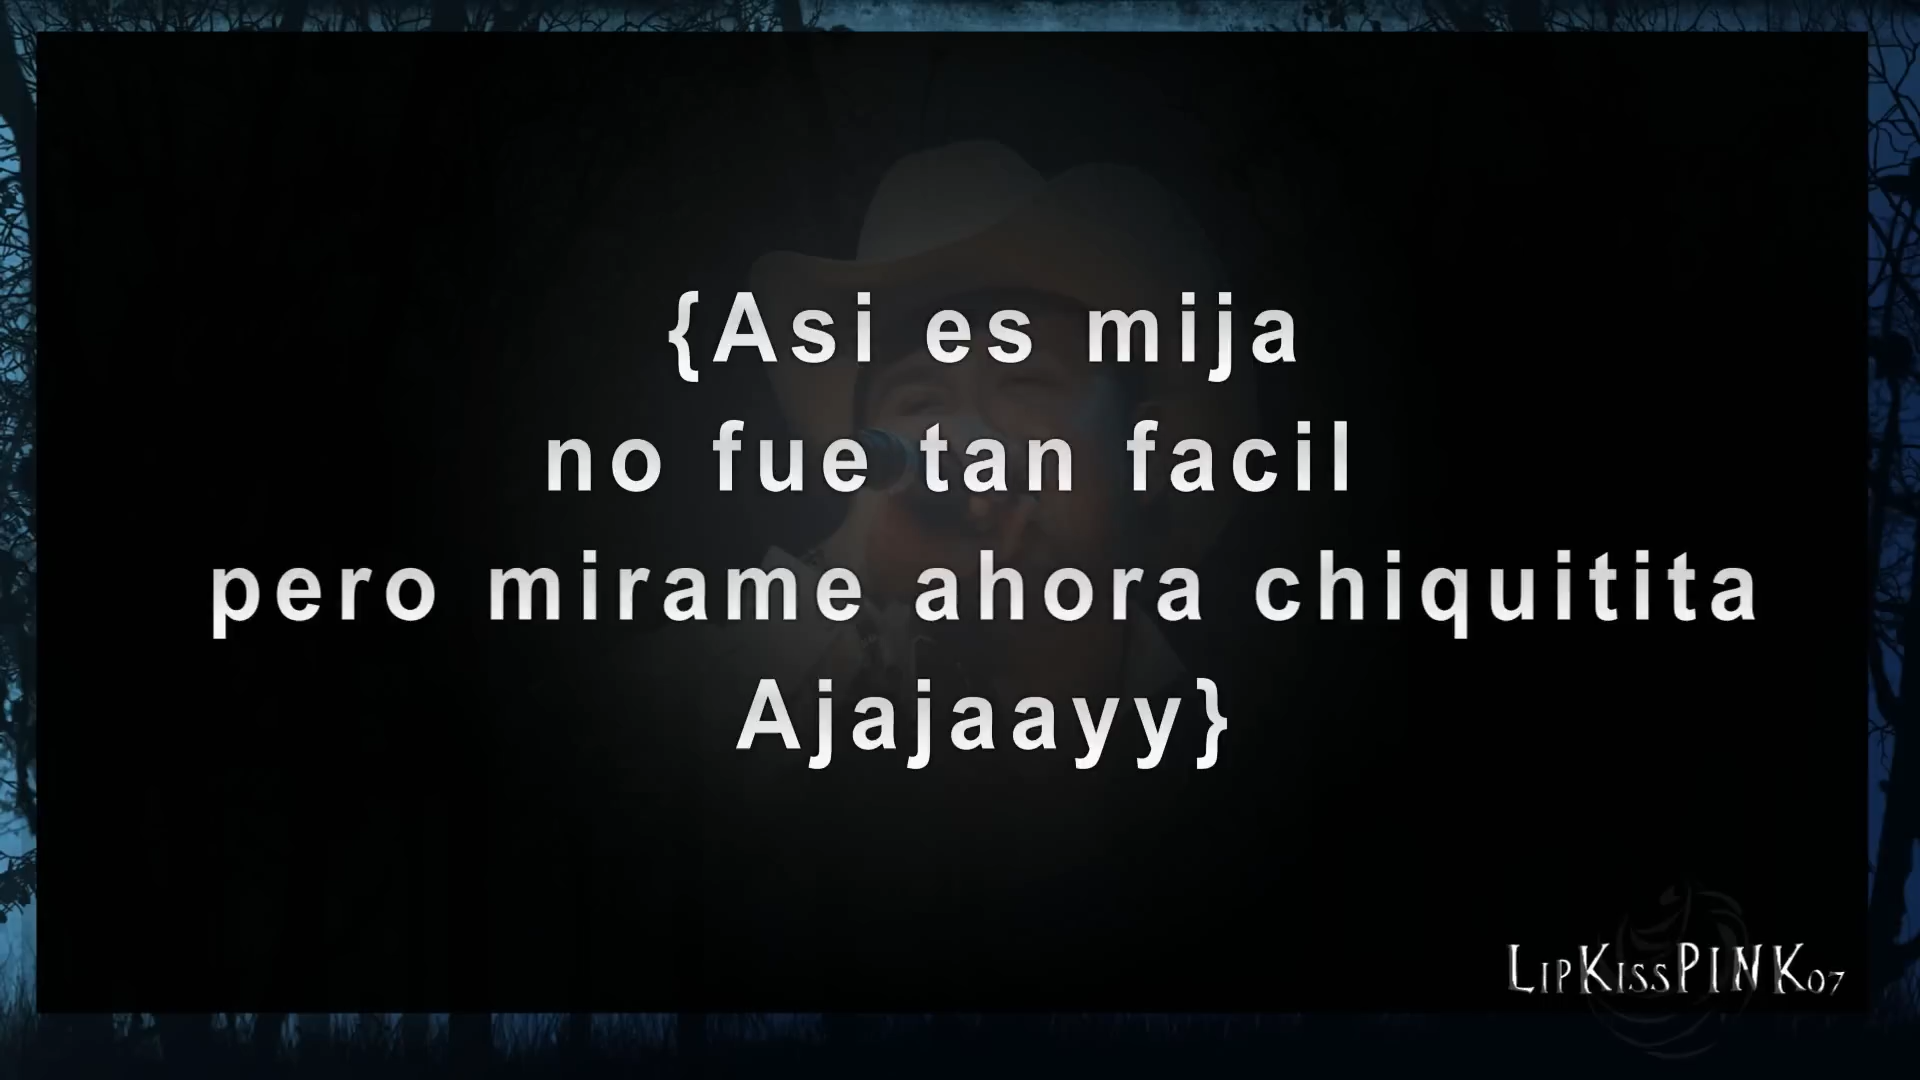 {Asi es mija
no fue tan facil
pero mirame ahora chiquitita
Ajajaayy}
LipKissPINK07